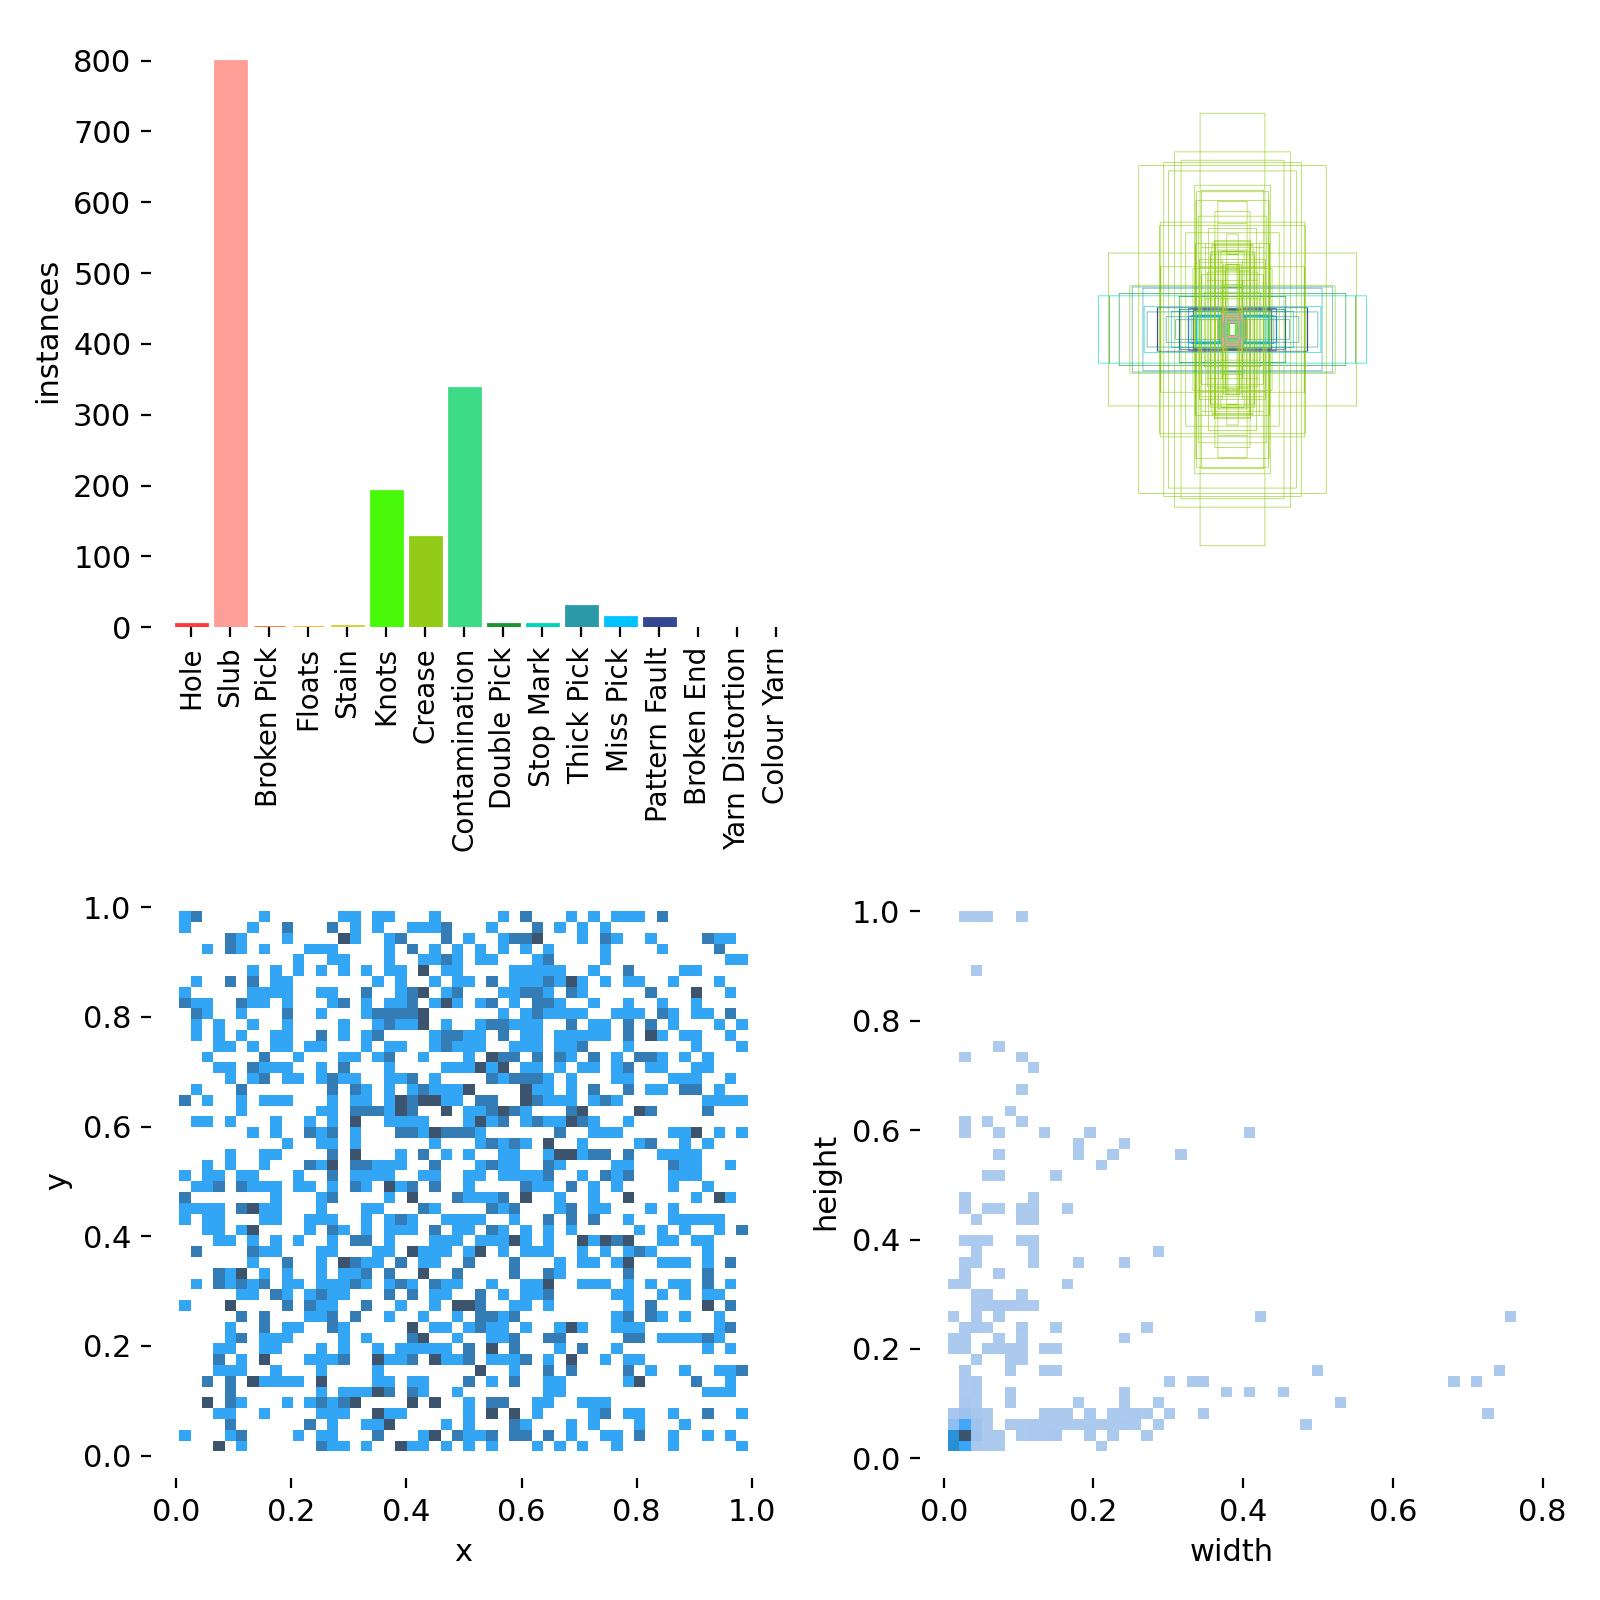 800
700
600
500
400
300
200
100
0
instances
Hole
Slub
Broken Pick
Floats
Stain
Knots
Crease
Contamination
Double Pick
Stop Mark
Thick Pick
Miss Pick
Pattern Fault
Broken End
Yarn Distortion
Colour Yarn
1.0
0.8
0.6
0.4
0.2
0.0
y
0.0 0.2 0.4 0.6 0.8 1.0
x
1.0
0.8
0.6
0.4
0.2
0.0
height
0.0 0.2 0.4 0.6 0.8
width